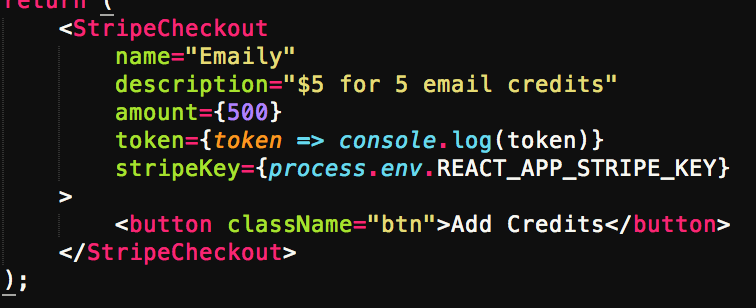 return (
<StripeCheckout
name="Emaily"
description="$5 for 5 email credits"
amount={500}
token={token => console.log(token)}
stripeKey={process.env.REACT_APP_STRIPE_KEY}
>
<button className="btn">Add Credits</button>
</StripeCheckout>
);